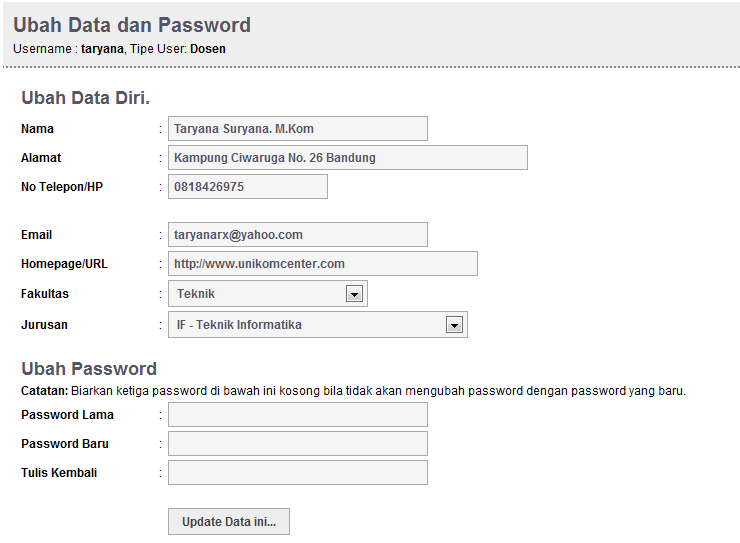 Ubah Data dan Password
Username : taryana, Tipe User: Dosen
Ubah Data Diri.
Nama : Taryana Suryana. M.Kom
Alamat : Kampung Ciwaruga No. 26 Bandung
No Telepon/HP : 0818426975
Email : taryanarx@yahoo.com
Homepage/URL : http://www.unikomcenter.com
Fakultas : Teknik
Jurusan : IF - Teknik Informatika
Ubah Password
Catatan: Biarkan ketiga password di bawah ini kosong bila tidak akan mengubah password dengan password yang baru.
Password Lama :
Password Baru :
Tulis Kembali :
Update Data ini...